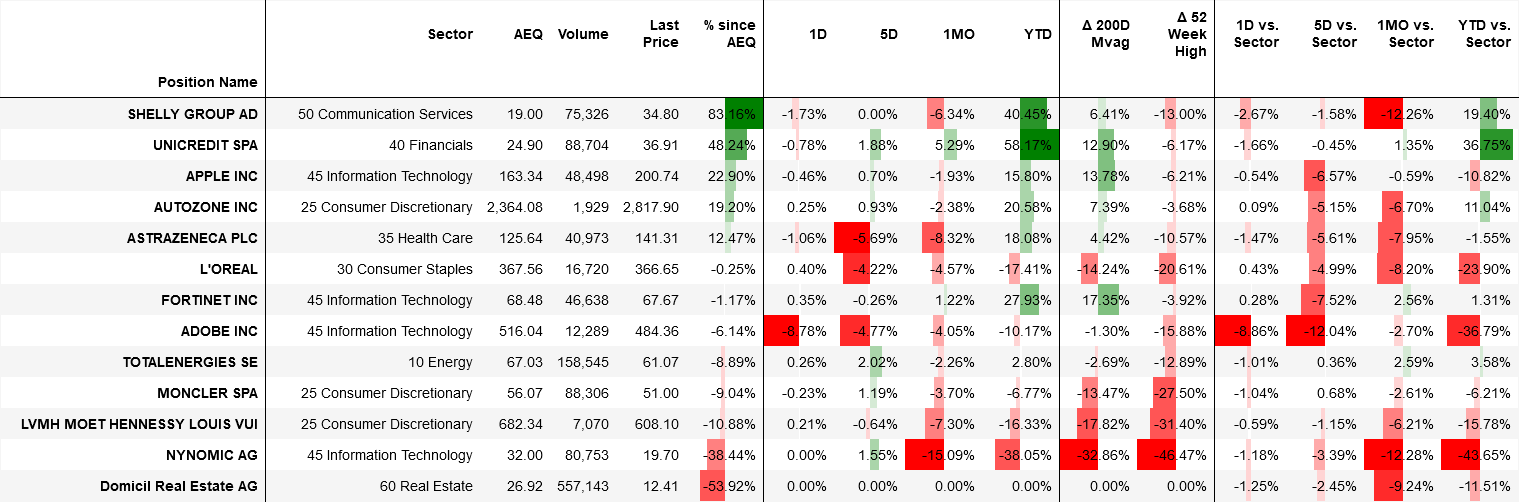 Position Name Sector AEQ Volume Last Price % since AEQ 1D 5D 1MO YTD Δ 200D Mvag Δ 52 Week High 1D vs. Sector 5D vs. Sector 1MO vs. Sector YTD vs. Sector
SHELLY GROUP AD 50 Communication Services 19.00 75,326 34.80 83.16% -1.73% 0.00% -6.34% 40.45% 6.41% -13.00% -2.67% -1.58% -12.26% 19.40%
UNICREDIT SPA 40 Financials 24.90 88,704 36.91 48.24% -0.78% 1.88% 5.29% 58.17% 12.90% -6.17% -1.66% -0.45% 1.35% 36.75%
APPLE INC 45 Information Technology 163.34 48,498 200.74 22.90% -0.46% 0.70% -1.93% 15.80% 13.78% -6.21% -0.54% -6.57% -0.59% -10.82%
AUTOZONE INC 25 Consumer Discretionary 2,364.08 1,929 2,817.90 19.20% 0.25% 0.93% -2.38% 20.58% 7.39% -3.68% 0.09% -5.15% -6.70% 11.04%
ASTRAZENECA PLC 35 Health Care 125.64 40,973 141.31 12.47% -1.06% -5.69% -8.32% 18.08% 4.42% -10.57% -1.47% -5.61% -7.95% -1.55%
L'OREAL 30 Consumer Staples 367.56 16,720 366.65 -0.25% 0.40% -4.22% -4.57% -17.41% -14.24% -20.61% 0.43% -4.99% -8.20% -23.90%
FORTINET INC 45 Information Technology 68.48 46,638 67.67 -1.17% 0.35% -0.26% 1.22% 27.93% 17.35% -3.92% 0.28% -7.52% 2.56% 1.31%
ADOBE INC 45 Information Technology 516.04 12,289 484.36 -6.14% -8.78% -4.77% -4.05% -10.17% -1.30% -15.88% -8.86% -12.04% -2.70% -36.79%
TOTALENERGIES SE 10 Energy 67.03 158,545 61.07 -8.89% 0.26% 2.02% -2.26% 2.80% -2.69% -12.89% -1.01% 0.36% 2.59% 3.58%
MONCLER SPA 25 Consumer Discretionary 56.07 88,306 51.00 -9.04% -0.23% 1.19% -3.70% -6.77% -13.47% -27.50% -1.04% 0.68% -2.61% -6.21%
LVMH MOET HENNESSY LOUIS VUI 25 Consumer Discretionary 682.34 7,070 608.10 -10.88% 0.21% -0.64% -7.30% -16.33% -17.82% -31.40% -0.59% -1.15% -6.21% -15.78%
NYNOMIC AG 45 Information Technology 32.00 80,753 19.70 -38.44% 0.00% 1.55% -15.09% -38.05% -32.86% -46.47% -1.18% -3.39% -12.28% -43.65%
Domicil Real Estate AG 60 Real Estate 26.92 557,143 12.41 -53.92% 0.00% 0.00% 0.00% 0.00% 0.00% 0.00% -1.25% -2.45% -9.24% -11.51%